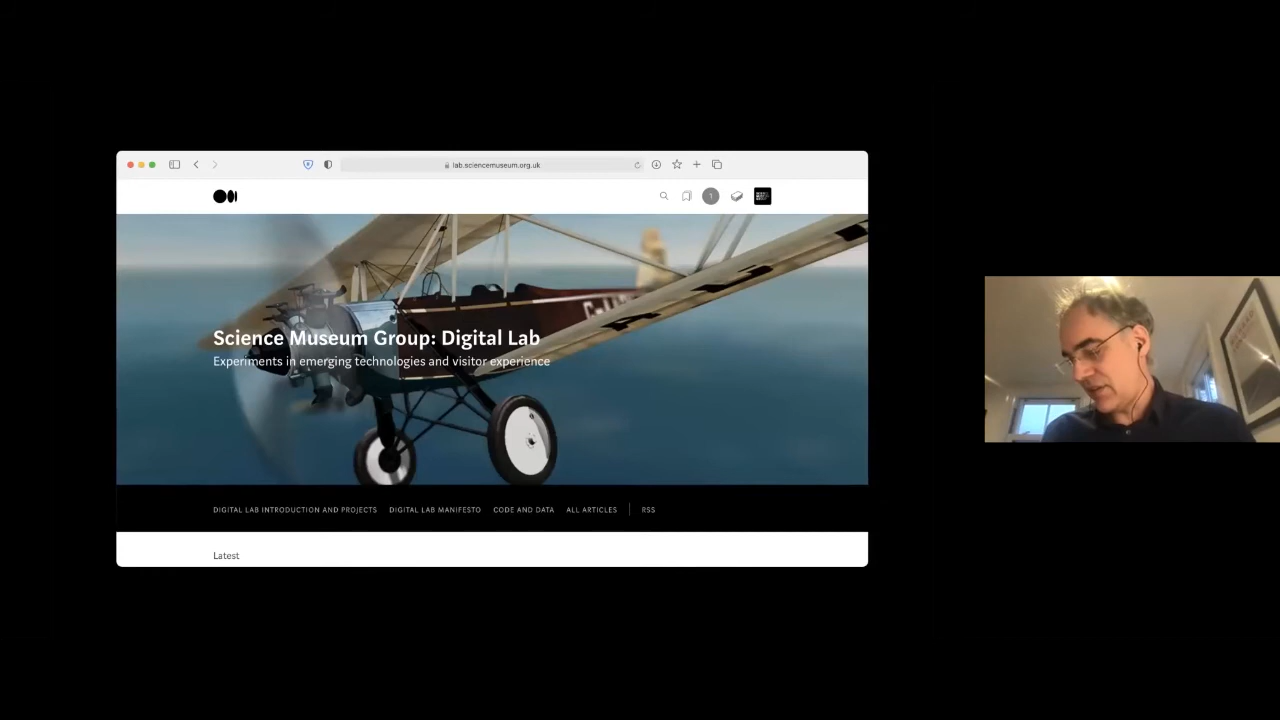 lab.sciencemuseum.org.uk
1
Science Museum Group: Digital Lab
Experiments in emerging technologies and visitor experience
DIGITAL LAB INTRODUCTION AND PROJECTS DIGITAL LAB MANIFESTO CODE AND DATA ALL ARTICLES RSS
Latest